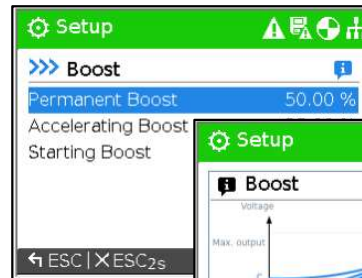 Setup
>>> Boost
Permanent Boost 50.00 %
Accelerating Boost
Starting Boost
ESC | ESC2s
Setup
Boost
Voltage
Max. output